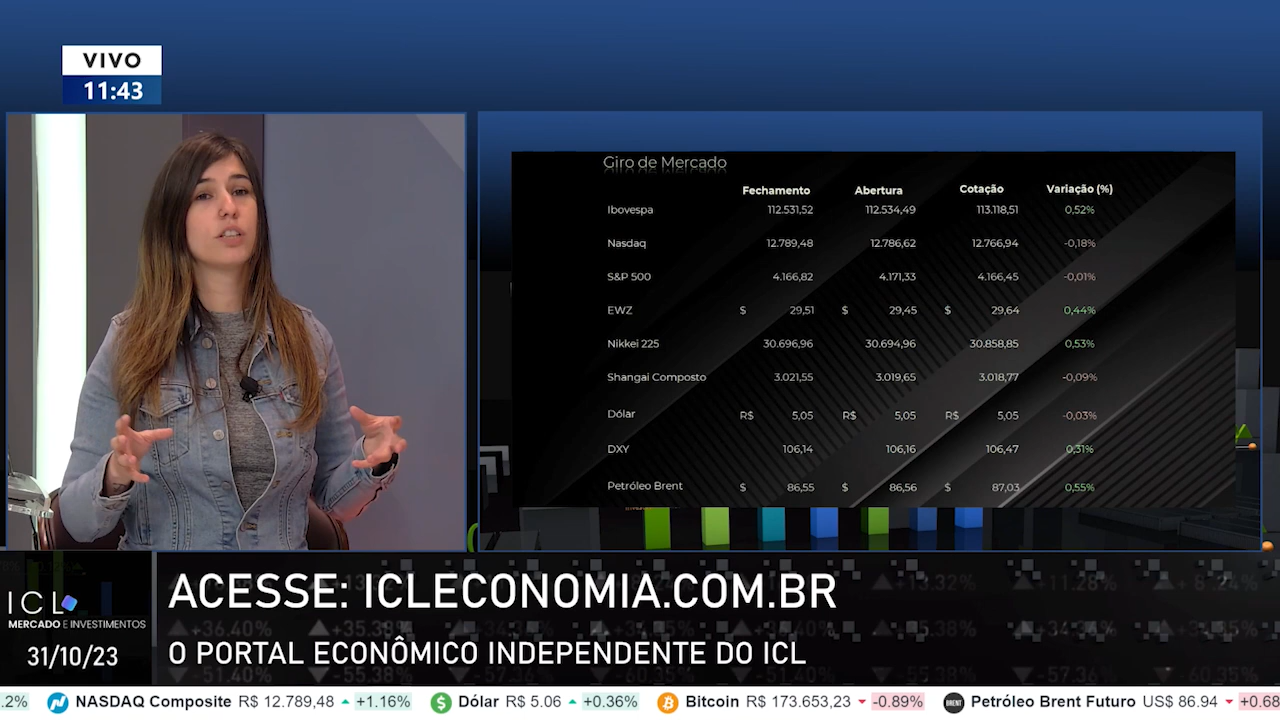 VIVO
11:43
Giro de Mercado
Fechamento Abertura Cotação Variação (%)
Ibovespa 112.531,52 112.534,49 113.118,51 0,52%
Nasdaq 12.789,48 12.786,62 12.766,94 -0,18%
S&P 500 4.166,82 4.171,33 4.166,45 -0,01%
EWZ $ 29,51 $ 29,45 $ 29,64 0,44%
Nikkei 225 30.696,96 30.694,96 30.858,85 0,53%
Shangai Composto 3.021,55 3.019,65 3.018,77 -0,09%
Dólar R$ 5,05 R$ 5,05 R$ 5,05 -0,03%
DXY 106,14 106,16 106,47 0,31%
Petróleo Brent $ 86,55 $ 86,56 $ 87,03 0,55%
ICL
MERCADO E INVESTIMENTOS
31/10/23
ACESSE: ICLECONOMIA.COM.BR
O PORTAL ECONÔMICO INDEPENDENTE DO ICL
.2% NASDAQ Composite R$ 12.789,48 +1.16% Dólar R$ 5.06 +0.36% Bitcoin R$ 173.653,23 -0.89% BRENT Petróleo Brent Futuro US$ 86.94 +0.68